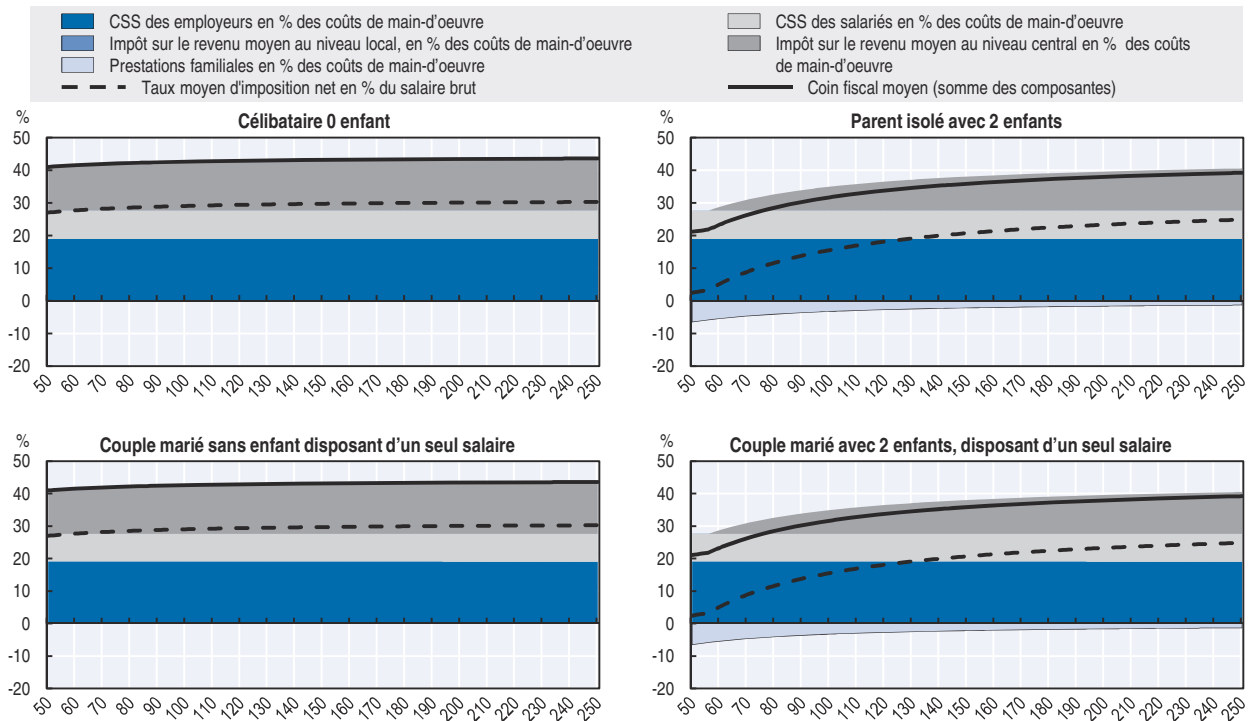 CSS des employeurs en % des coûts de main-d'oeuvre
CSS des salariés en % des coûts de main-d'oeuvre
Impôt sur le revenu moyen au niveau local, en % des coûts de main-d'oeuvre
Impôt sur le revenu moyen au niveau central en % des coûts
de main-d'oeuvre
Prestations familiales en % des coûts de main-d'oeuvre
Taux moyen d'imposition net en % du salaire brut
Coin fiscal moyen (somme des composantes)
%
Célibataire 0 enfant
50
40
30
20
10
0
-10
-20
50 60 70 80 90 100 110 120 130 140 150 160 170 180 190 200 210 220 230 240 250
%
Parent isolé avec 2 enfants
50
40
30
20
10
0
-10
-20
50 60 70 80 90 100 110 120 130 140 150 160 170 180 190 200 210 220 230 240 250
%
Couple marié sans enfant disposant d'un seul salaire
50
40
30
20
10
0
-10
-20
50 60 70 80 90 100 110 120 130 140 150 160 170 180 190 200 210 220 230 240 250
%
Couple marié avec 2 enfants, disposant d'un seul salaire
50
40
30
20
10
0
-10
-20
50 60 70 80 90 100 110 120 130 140 150 160 170 180 190 200 210 220 230 240 250